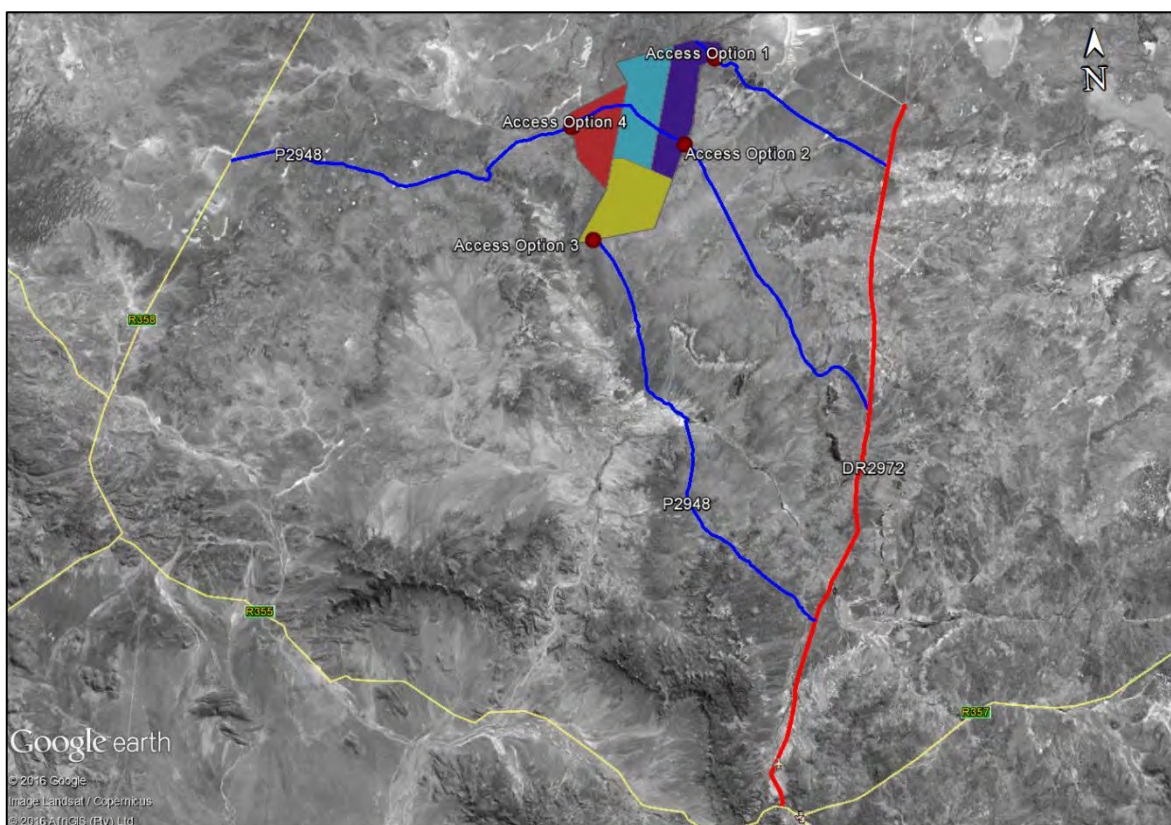 Access Option 1
N
Access Option 4
P2948
Access Option 2
Access Option 3
R358
DR2972
P2948
R355
R357
Google earth
© 2016 Google
Image Landsat / Copernicus
© 2016 AfriGIS (Pty) Ltd.